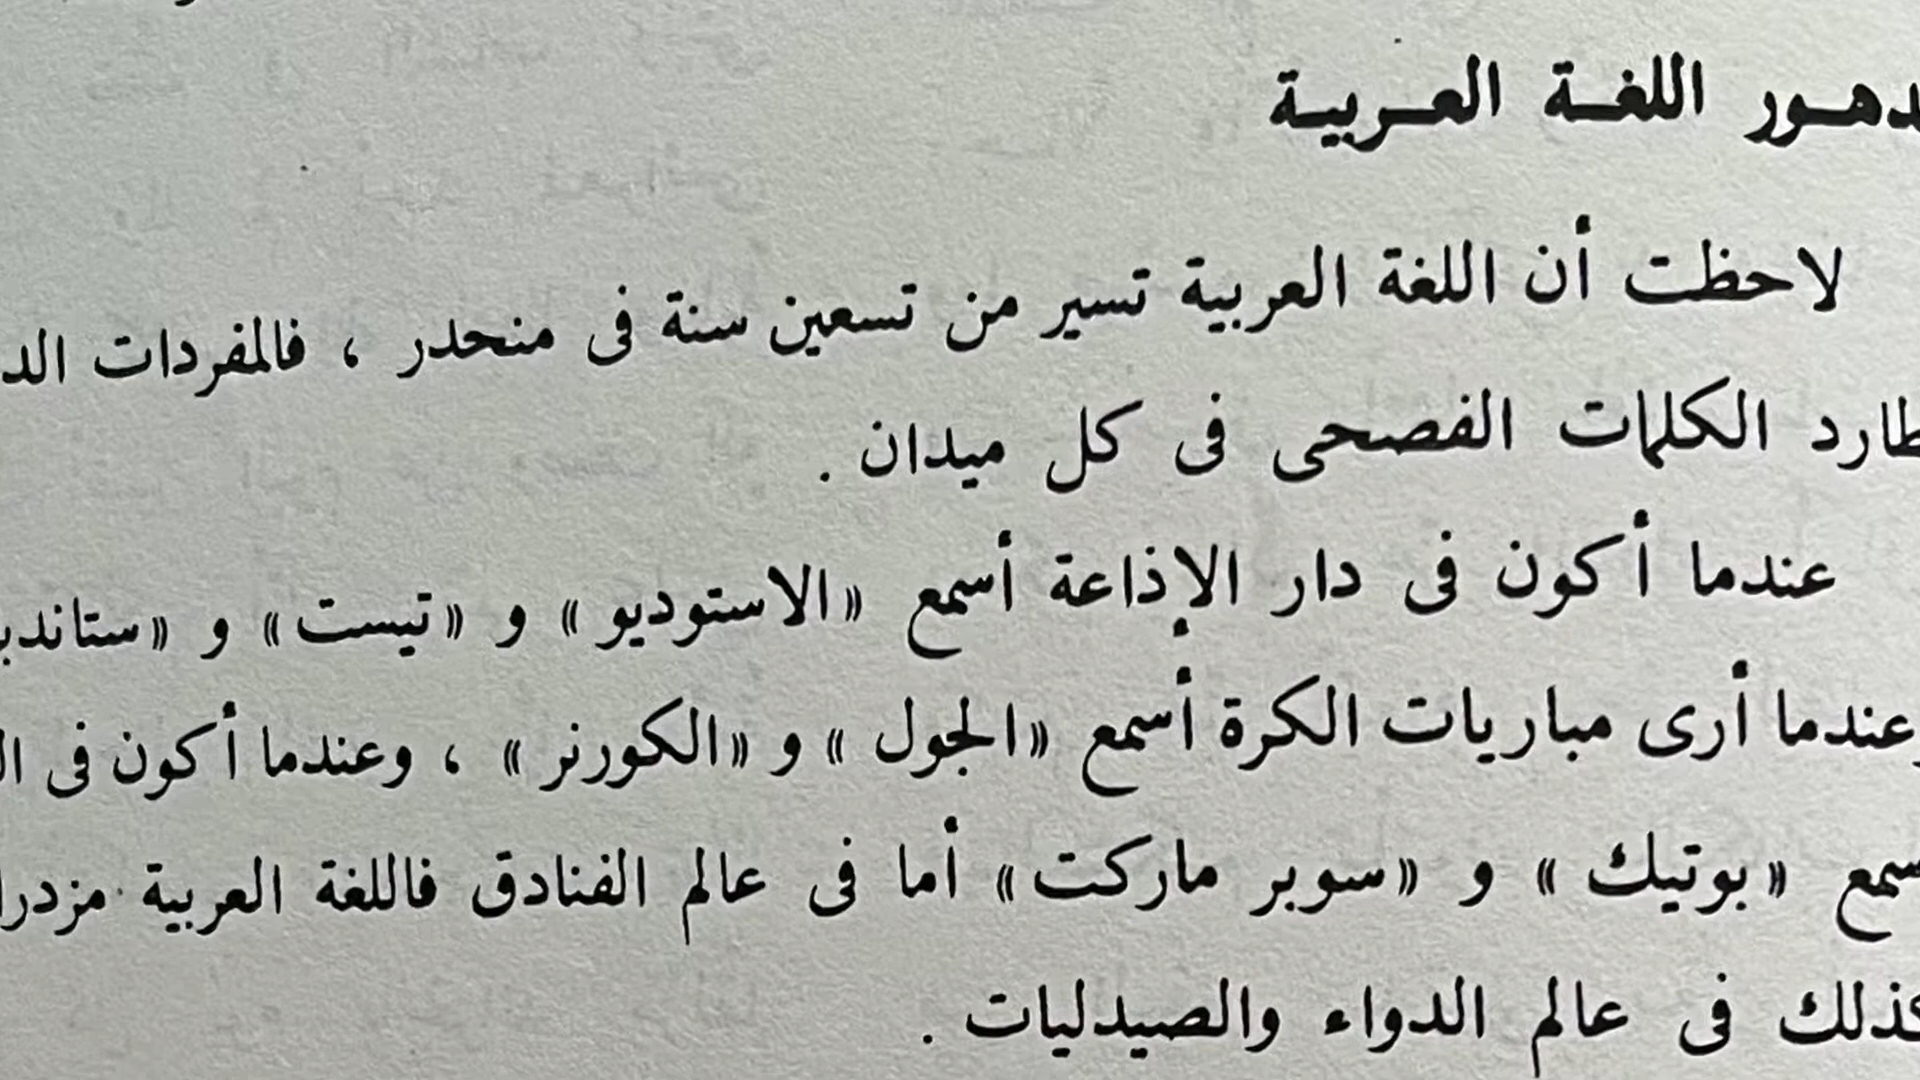 اللغة العربية
لاحظت أن اللغة العربية تسير من تسعين سنة فى منحدر ، فالمفردات
الكلمات الفصحى فى كل ميدان .
عندما أكون فى دار الإذاعة أسمع «الاستوديو» و «تيست» و
وعندما أرى مباريات الكرة أسمع «الجول» و «الكورنر» ، وعندما أكون فى
«بوتيك» و «سوبر ماركت» أما فى عالم الفنادق فاللغة العربية
كذلك فى عالم الدواء والصيدليات .